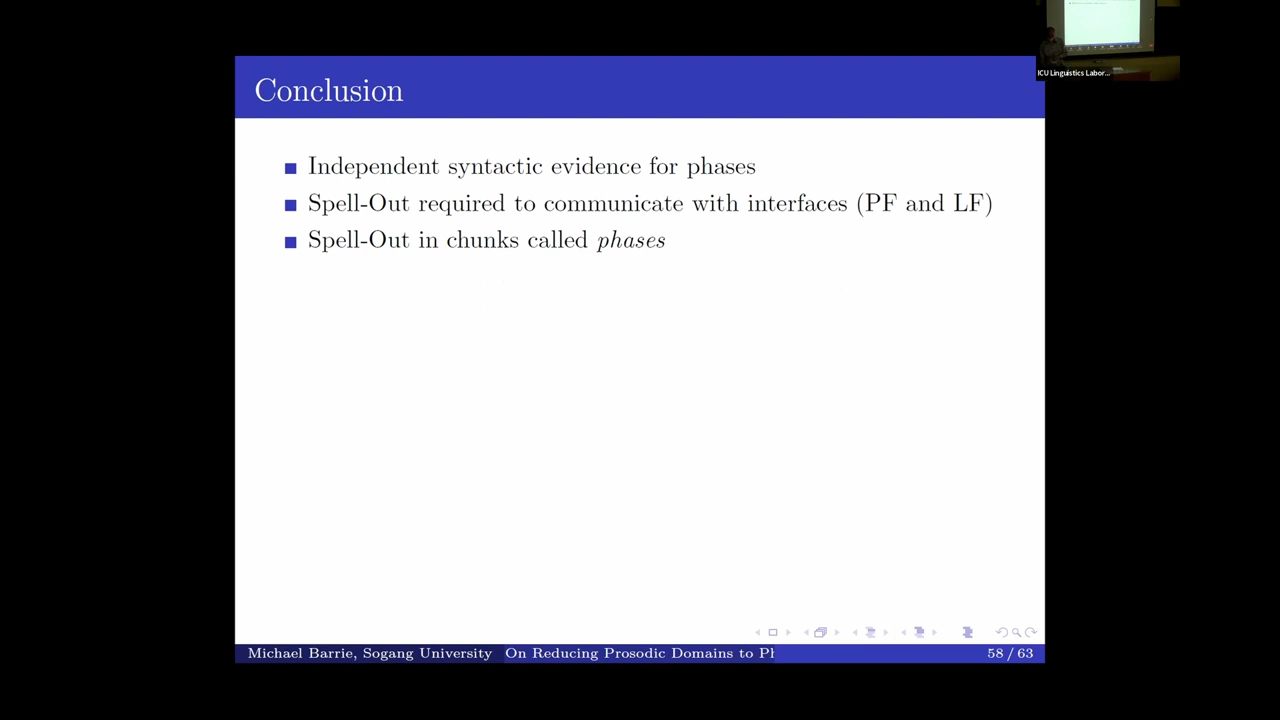 ICU Linguistics Labor...
Conclusion
Independent syntactic evidence for phases
Spell-Out required to communicate with interfaces (PF and LF)
Spell-Out in chunks called phases
Michael Barrie, Sogang University On Reducing Prosodic Domains to Ph 58 / 63